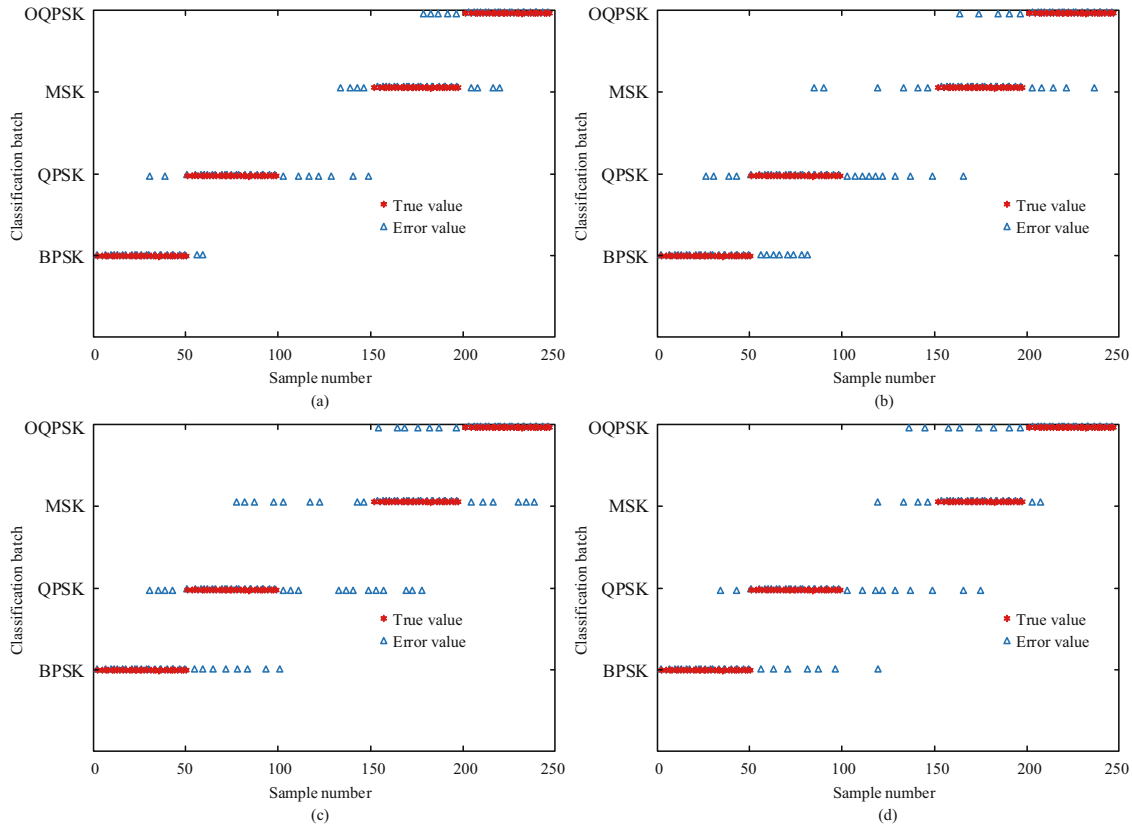 OQPSK
MSK
QPSK
BPSK
Classification batch
True value
Error value
0 50 100 150 200 250
Sample number
(a)
OQPSK
MSK
QPSK
BPSK
Classification batch
True value
Error value
0 50 100 150 200 250
Sample number
(b)
OQPSK
MSK
QPSK
BPSK
Classification batch
True value
Error value
0 50 100 150 200 250
Sample number
(c)
OQPSK
MSK
QPSK
BPSK
Classification batch
True value
Error value
0 50 100 150 200 250
Sample number
(d)